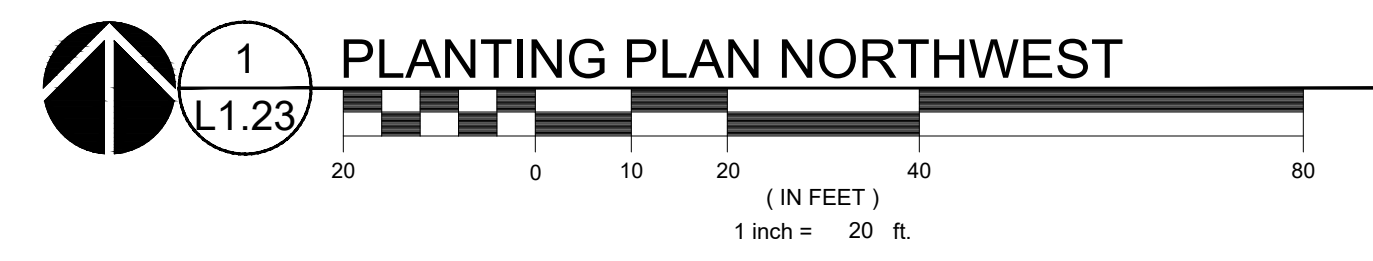 1
L1.23
PLANTING PLAN NORTHWEST
20 0 10 20 40 80
( IN FEET )
1 inch = 20 ft.